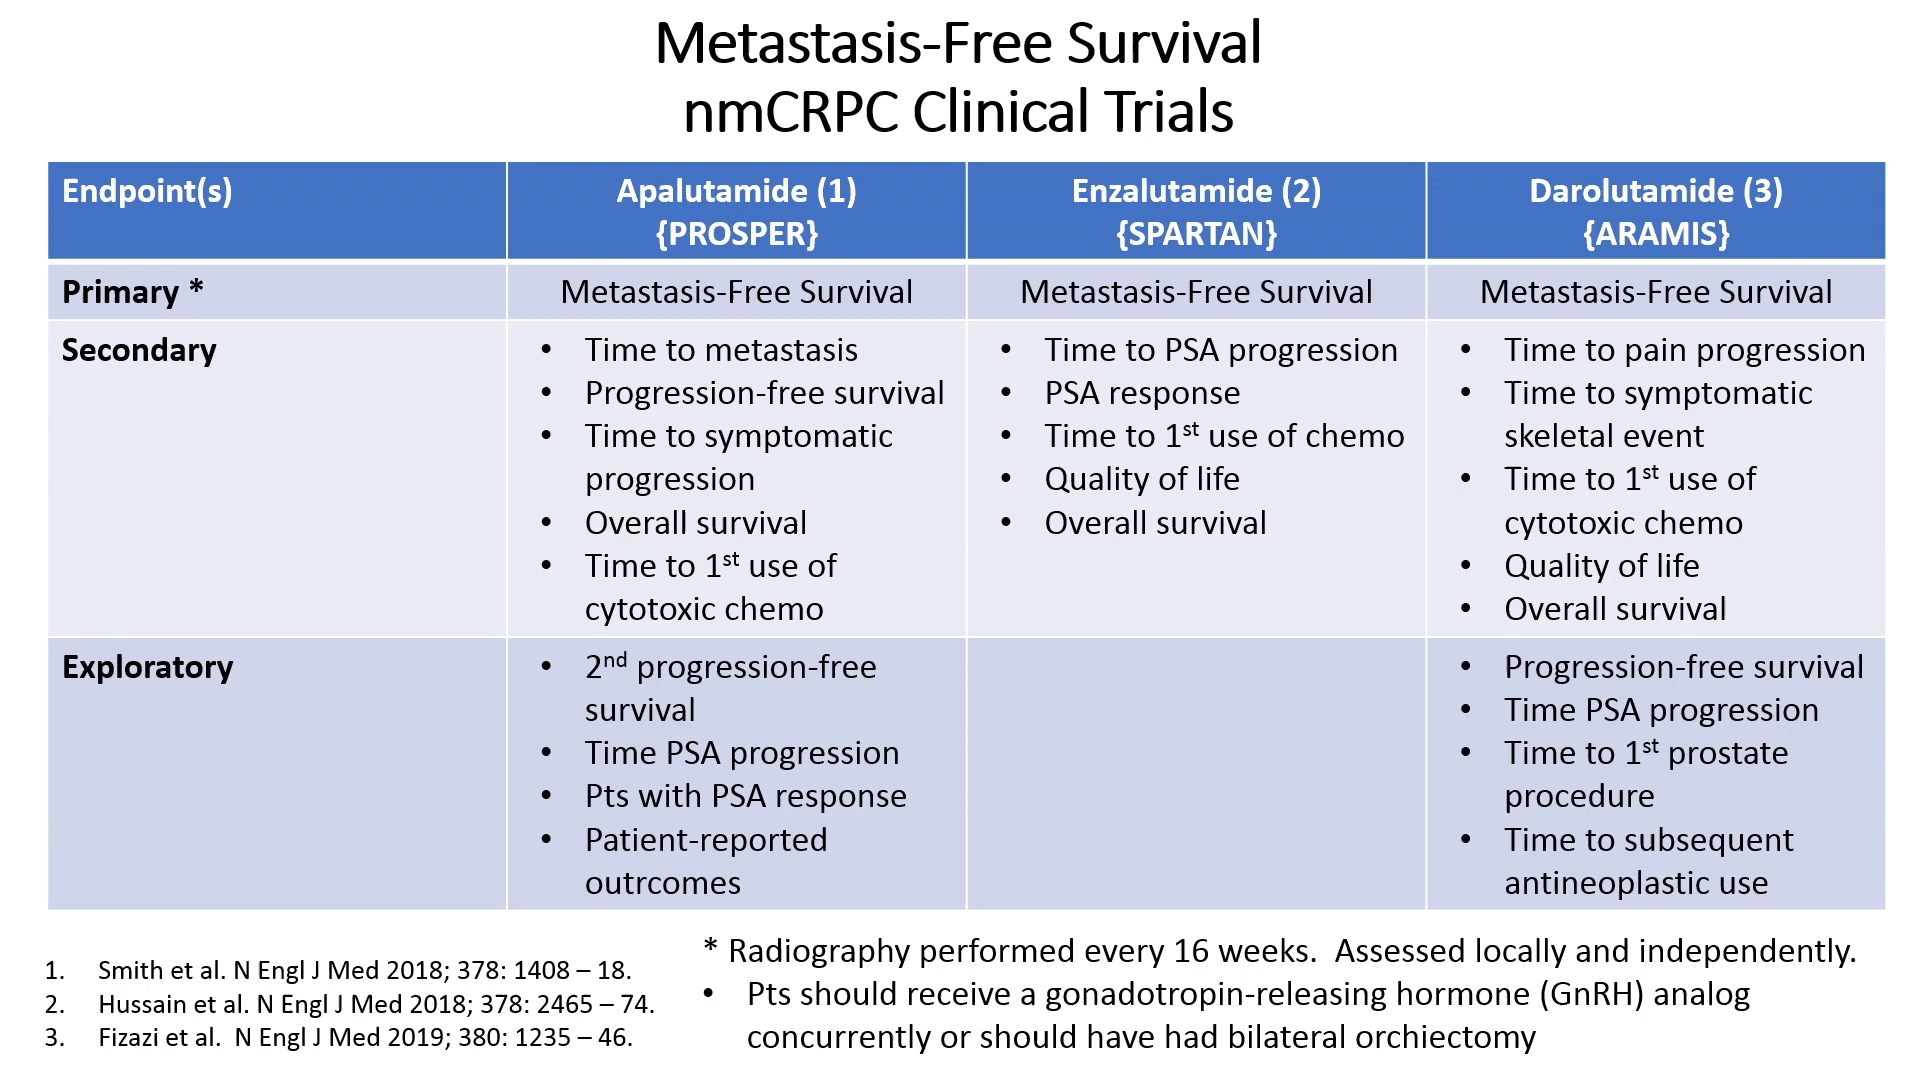 Metastasis-Free Survival
nmCRPC Clinical Trials
Endpoint(s)
Apalutamide (1)
{PROSPER}
Enzalutamide (2)
{SPARTAN}
Darolutamide (3)
{ARAMIS}
Primary *
Metastasis-Free Survival
Metastasis-Free Survival
Metastasis-Free Survival
Secondary
• Time to metastasis
• Progression-free survival
• Time to symptomatic
progression
• Overall survival
• Time to 1st use of
cytotoxic chemo
• Time to PSA progression
• PSA response
• Time to 1st use of chemo
• Quality of life
• Overall survival
• Time to pain progression
• Time to symptomatic
skeletal event
• Time to 1st use of
cytotoxic chemo
• Quality of life
• Overall survival
Exploratory
• 2nd progression-free
survival
• Time PSA progression
• Pts with PSA response
• Patient-reported
outrcomes
• Progression-free survival
• Time PSA progression
• Time to 1st prostate
procedure
• Time to subsequent
antineoplastic use
1. Smith et al. N Engl J Med 2018; 378: 1408 – 18.
2. Hussain et al. N Engl J Med 2018; 378: 2465 – 74.
3. Fizazi et al. N Engl J Med 2019; 380: 1235 – 46.
* Radiography performed every 16 weeks. Assessed locally and independently.
• Pts should receive a gonadotropin-releasing hormone (GnRH) analog
concurrently or should have had bilateral orchiectomy